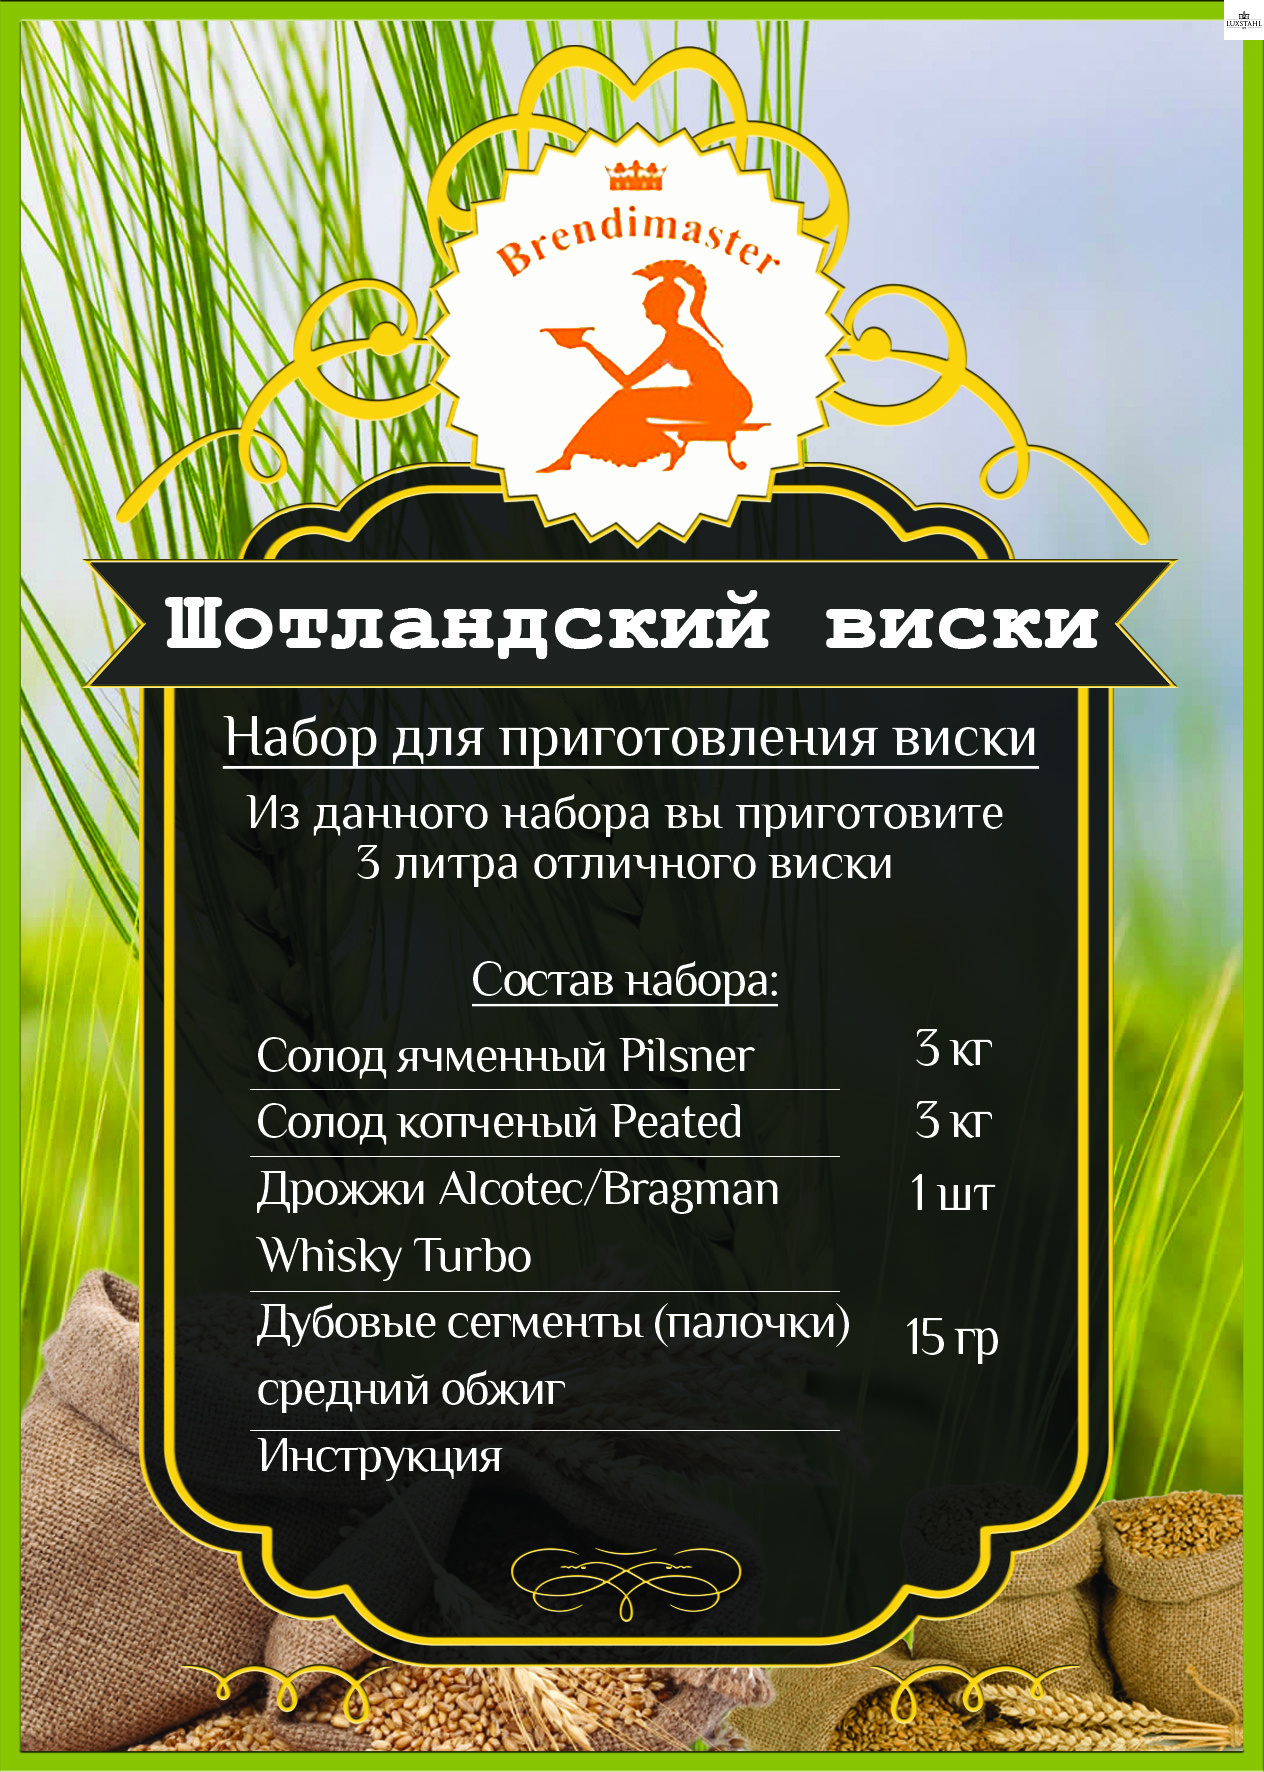 LUXSTAHL
Brendimaster
Шотландский виски
Набор для приготовления виски
Из данного набора вы приготовите
3 литра отличного виски
Состав набора:
Солод ячменный Pilsner 3 кг
Солод копченый Peated 3 кг
Дрожжи Alcotec/Bragman 1 шт
Whisky Turbo
Дубовые сегменты (палочки) 15 гр
средний обжиг
Инструкция